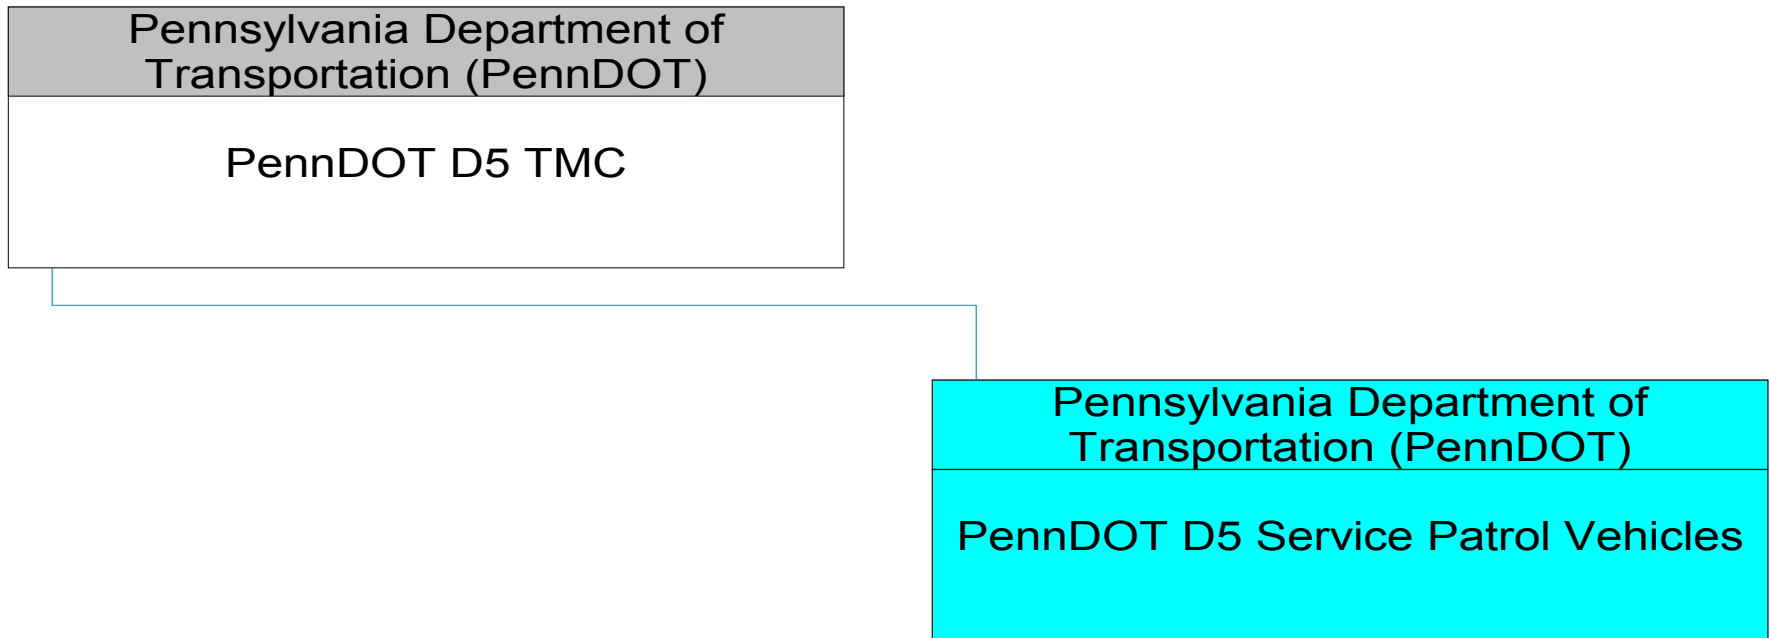 Pennsylvania Department of
Transportation (PennDOT)
PennDOT D5 TMC
Pennsylvania Department of
Transportation (PennDOT)
PennDOT D5 Service Patrol Vehicles